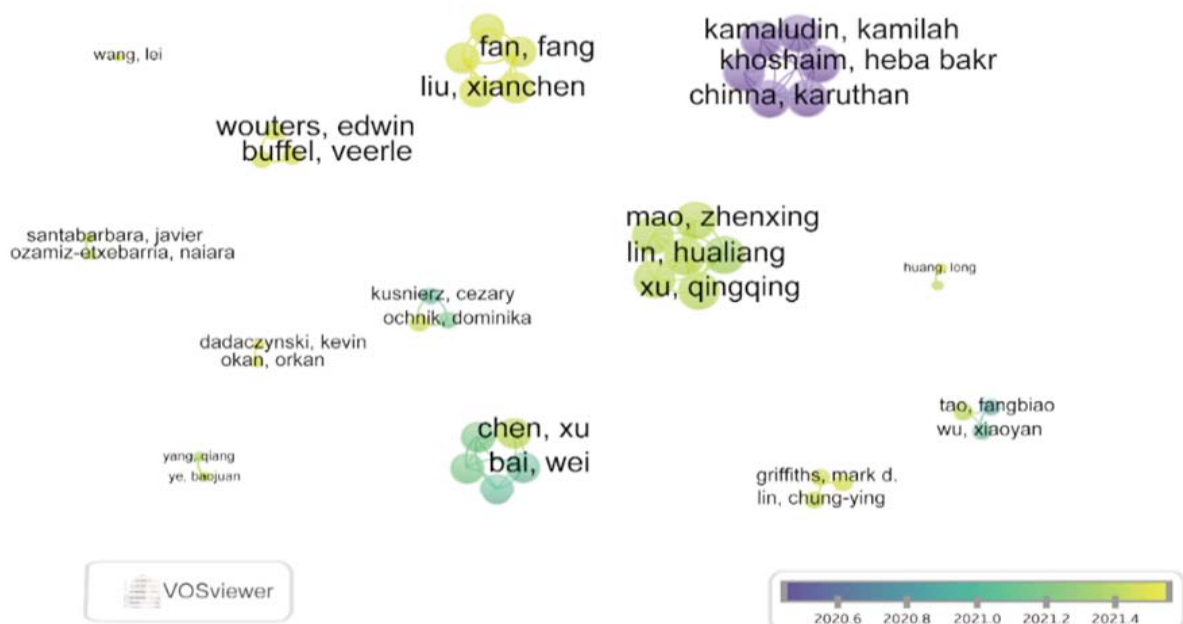 wang, lei
fan, fang
liu, xianchen
kamaludin, kamilah
khoshaim, heba bakr
chinna, karuthan
wouters, edwin
buffel, veerle
santabarbara, javier
ozamiz-etxebarria, naiara
mao, zhenxing
lin, hualiang
xu, qingqing
huang, long
kusnierz, cezary
ochnik, dominika
dadaczynski, kevin
okan, orkan
chen, xu
bai, wei
tao, fangbiao
wu, xiaoyan
yang, qiang
ye, baojuan
griffiths, mark d.
lin, chung-ying
VOSviewer
2020.6 2020.8 2021.0 2021.2 2021.4